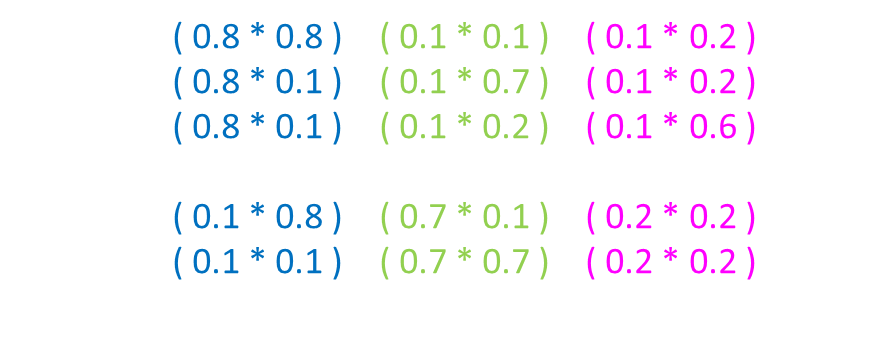 ( 0.8 * 0.8 ) ( 0.1 * 0.1 ) ( 0.1 * 0.2 )
( 0.8 * 0.1 ) ( 0.1 * 0.7 ) ( 0.1 * 0.2 )
( 0.8 * 0.1 ) ( 0.1 * 0.2 ) ( 0.1 * 0.6 )
( 0.1 * 0.8 ) ( 0.7 * 0.1 ) ( 0.2 * 0.2 )
( 0.1 * 0.1 ) ( 0.7 * 0.7 ) ( 0.2 * 0.2 )